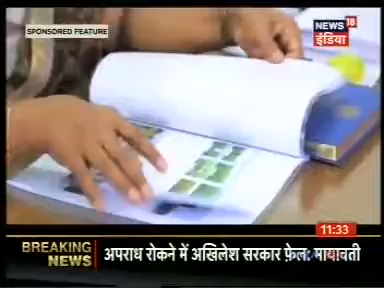 SPONSORED FEATURE
NEWS 18
इंडिया
11:33
BREAKING NEWS
अपराध रोकने में अखिलेश सरकार फ़ेल: मायावती